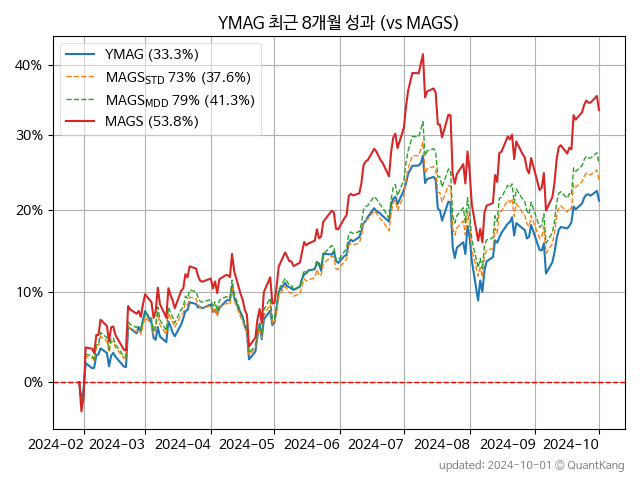 YMAG 최근 8개월 성과 (vs MAGS)
YMAG (33.3%)
MAGS_STD 73% (37.6%)
MAGS_MDD 79% (41.3%)
MAGS (53.8%)
40%
30%
20%
10%
0%
2024-02 2024-03 2024-04 2024-05 2024-06 2024-07 2024-08 2024-09 2024-10
updated: 2024-10-01 © QuantKang